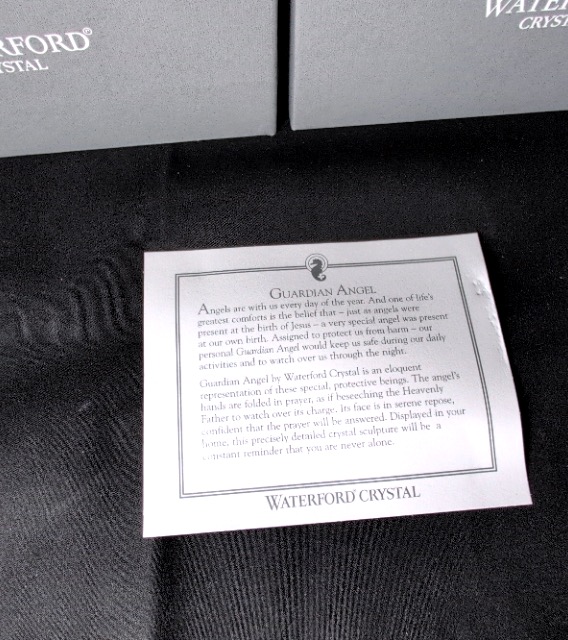 RFORD®
YSTAL
WATER
CRYST
GUARDIAN ANGEL
Angels are with us every day of the year. And one of life's
greatest comforts is the belief that – just as angels were
present at the birth of Jesus – a very special angel was present
at our own birth. Assigned to protect us from harm – our
personal Guardian Angel would keep us safe during our daily
activities and to watch over us through the night.
Guardian Angel by Waterford Crystal is an eloquent
representation of these special, protective beings. The angel's
hands are folded in prayer, as if beseeching the Heavenly
Father to watch over its charge, its face is in serene repose,
confident that the prayer will be answered. Displayed in your
home, this precisely detailed crystal sculpture will be a
constant reminder that you are never alone.
WATERFORD® CRYSTAL